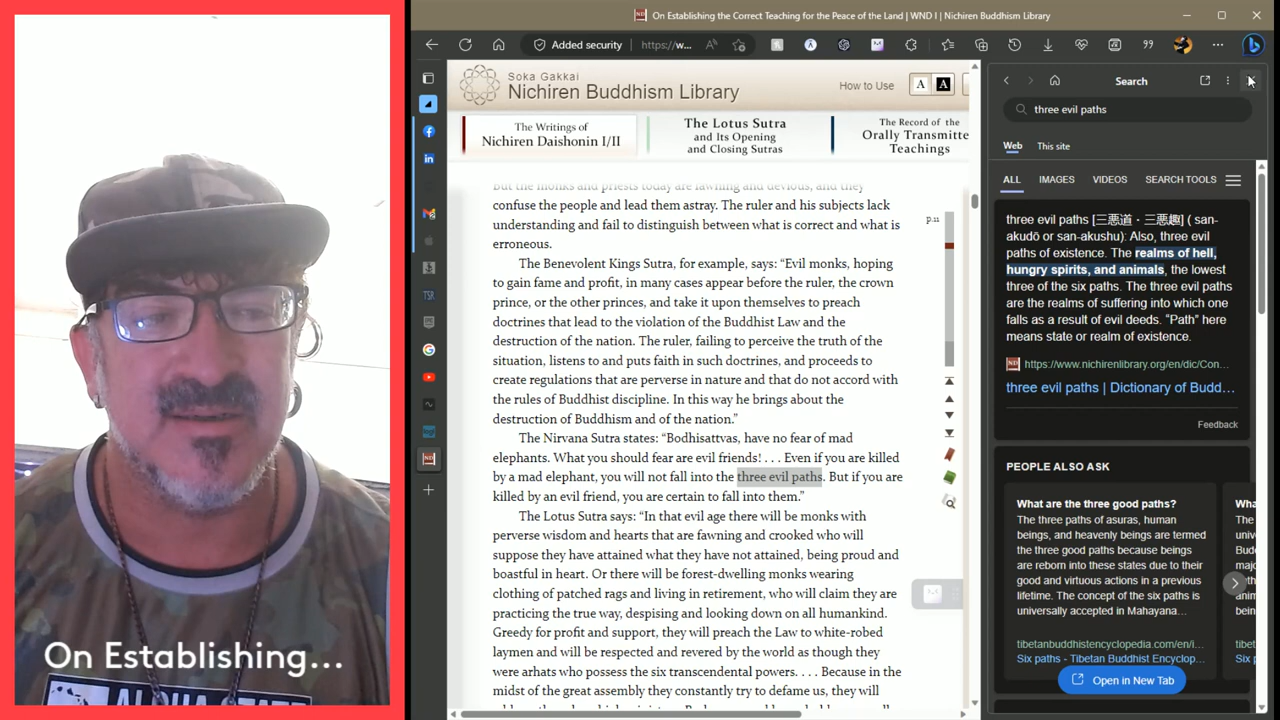 On Establishing the Correct Teaching for the Peace of the Land | WND I | Nichiren Buddhism Library
Added security
https://w...
Soka Gakkai
Nichiren Buddhism Library
How to Use
A A
The Writings of
Nichiren Daishonin I/II
The Lotus Sutra
and Its Opening
and Closing Sutras
The Record of the
Orally Transmitte
Teachings
But the monks and priests today are fawning and devious, and they
confuse the people and lead them astray. The ruler and his subjects lack
understanding and fail to distinguish between what is correct and what is
erroneous.
p.11
The Benevolent Kings Sutra, for example, says: “Evil monks, hoping
to gain fame and profit, in many cases appear before the ruler, the crown
prince, or the other princes, and take it upon themselves to preach
doctrines that lead to the violation of the Buddhist Law and the
destruction of the nation. The ruler, failing to perceive the truth of the
situation, listens to and puts faith in such doctrines, and proceeds to
create regulations that are perverse in nature and that do not accord with
the rules of Buddhist discipline. In this way he brings about the
destruction of Buddhism and of the nation.”
The Nirvana Sutra states: “Bodhisattvas, have no fear of mad
elephants. What you should fear are evil friends! . . . Even if you are killed
by a mad elephant, you will not fall into the three evil paths. But if you are
killed by an evil friend, you are certain to fall into them.”
The Lotus Sutra says: “In that evil age there will be monks with
perverse wisdom and hearts that are fawning and crooked who will
suppose they have attained what they have not attained, being proud and
boastful in heart. Or there will be forest-dwelling monks wearing
clothing of patched rags and living in retirement, who will claim they are
practicing the true way, despising and looking down on all humankind.
Greedy for profit and support, they will preach the Law to white-robed
laymen and will be respected and revered by the world as though they
were arhats who possess the six transcendental powers. . . . Because in the
midst of the great assembly they constantly try to defame us, they will
Search
three evil paths
Web This site
ALL IMAGES VIDEOS SEARCH TOOLS
three evil paths [三悪道・三悪趣] ( san-
akudō or san-akushu): Also, three evil
paths of existence. The realms of hell,
hungry spirits, and animals, the lowest
three of the six paths. The three evil paths
are the realms of suffering into which one
falls as a result of evil deeds. “Path” here
means state or realm of existence.
https://www.nichirenlibrary.org/en/dic/Con...
three evil paths | Dictionary of Budd...
Feedback
PEOPLE ALSO ASK
What are the three good paths?
The three paths of asuras, human
beings, and heavenly beings are termed
the three good paths because beings
are reborn into these states due to their
good and virtuous actions in a previous
lifetime. The concept of the six paths is
universally accepted in Mahayana...
tibetanbuddhistencyclopedia.com/en/i...
Six paths - Tibetan Buddhist Encyclop...
Open in New Tab
TSR
On Establishing...
ALOHA STATE